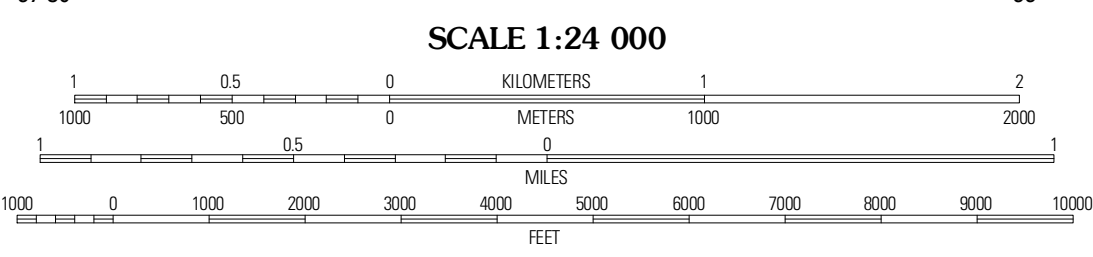 SCALE 1:24 000
1 0.5 0 KILOMETERS 1 2
1000 500 0 METERS 1000 2000
1 0.5 0 1
MILES
1000 0 1000 2000 3000 4000 5000 6000 7000 8000 9000 10000
FEET